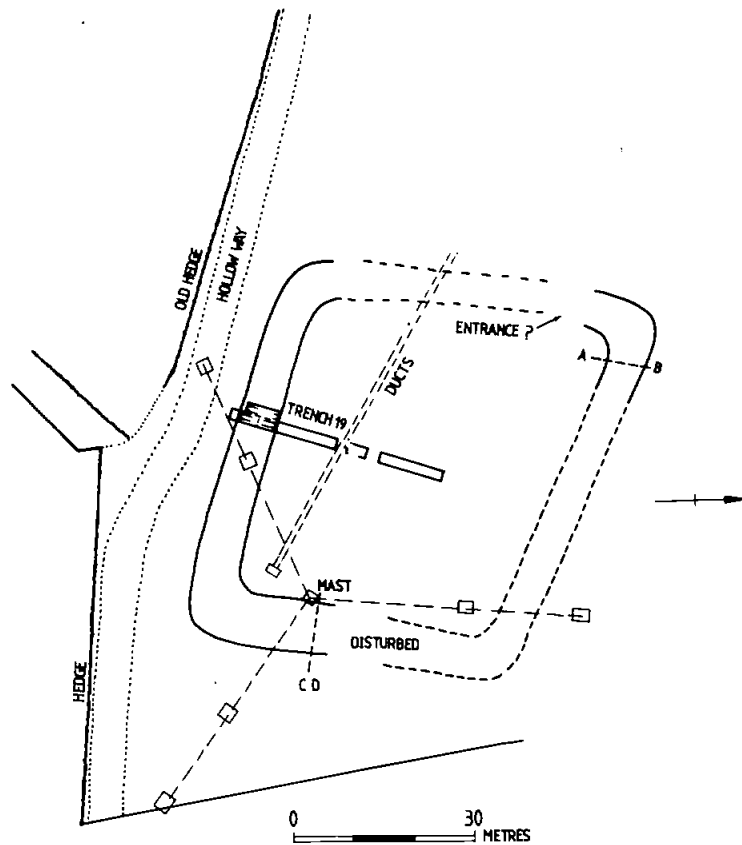 OLD HEDGE
HOLLOW WAY
ENTRANCE ?
A
B
DUCTS
TRENCH 19
MAST
DISTURBED
C D
HEDGE
0
30
METRES